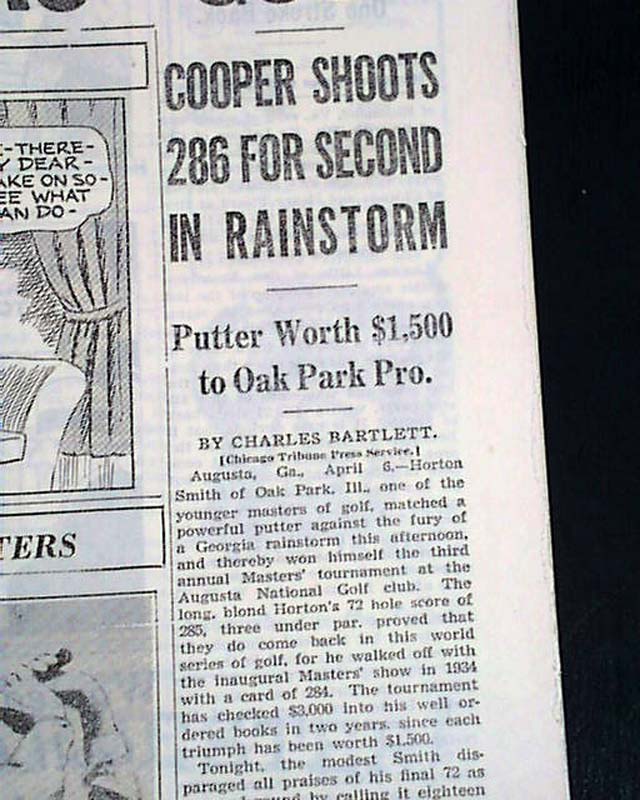 -THERE-
Y DEAR-
AKE ON SO-
EE WHAT
AN DO-
TERS
COOPER SHOOTS
286 FOR SECOND
IN RAINSTORM
Putter Worth $1,500
to Oak Park Pro.
BY CHARLES BARTLETT.
[Chicago Tribune Press Service.]
Augusta, Ga., April 6.—Horton
Smith of Oak Park, Ill., one of the
younger masters of golf, matched a
powerful putter against the fury of
a Georgia rainstorm this afternoon,
and thereby won himself the third
annual Masters' tournament at the
Augusta National Golf club. The
long, blond Horton's 72 hole score of
285, three under par, proved that
they do come back in this world
series of golf, for he walked off with
the inaugural Masters' show in 1934
with a card of 284. The tournament
has checked $3,000 into his well or-
dered books in two years, since each
triumph has been worth $1,500.
Tonight, the modest Smith dis-
paraged all praises of his final 72 as
by calling it eighteen